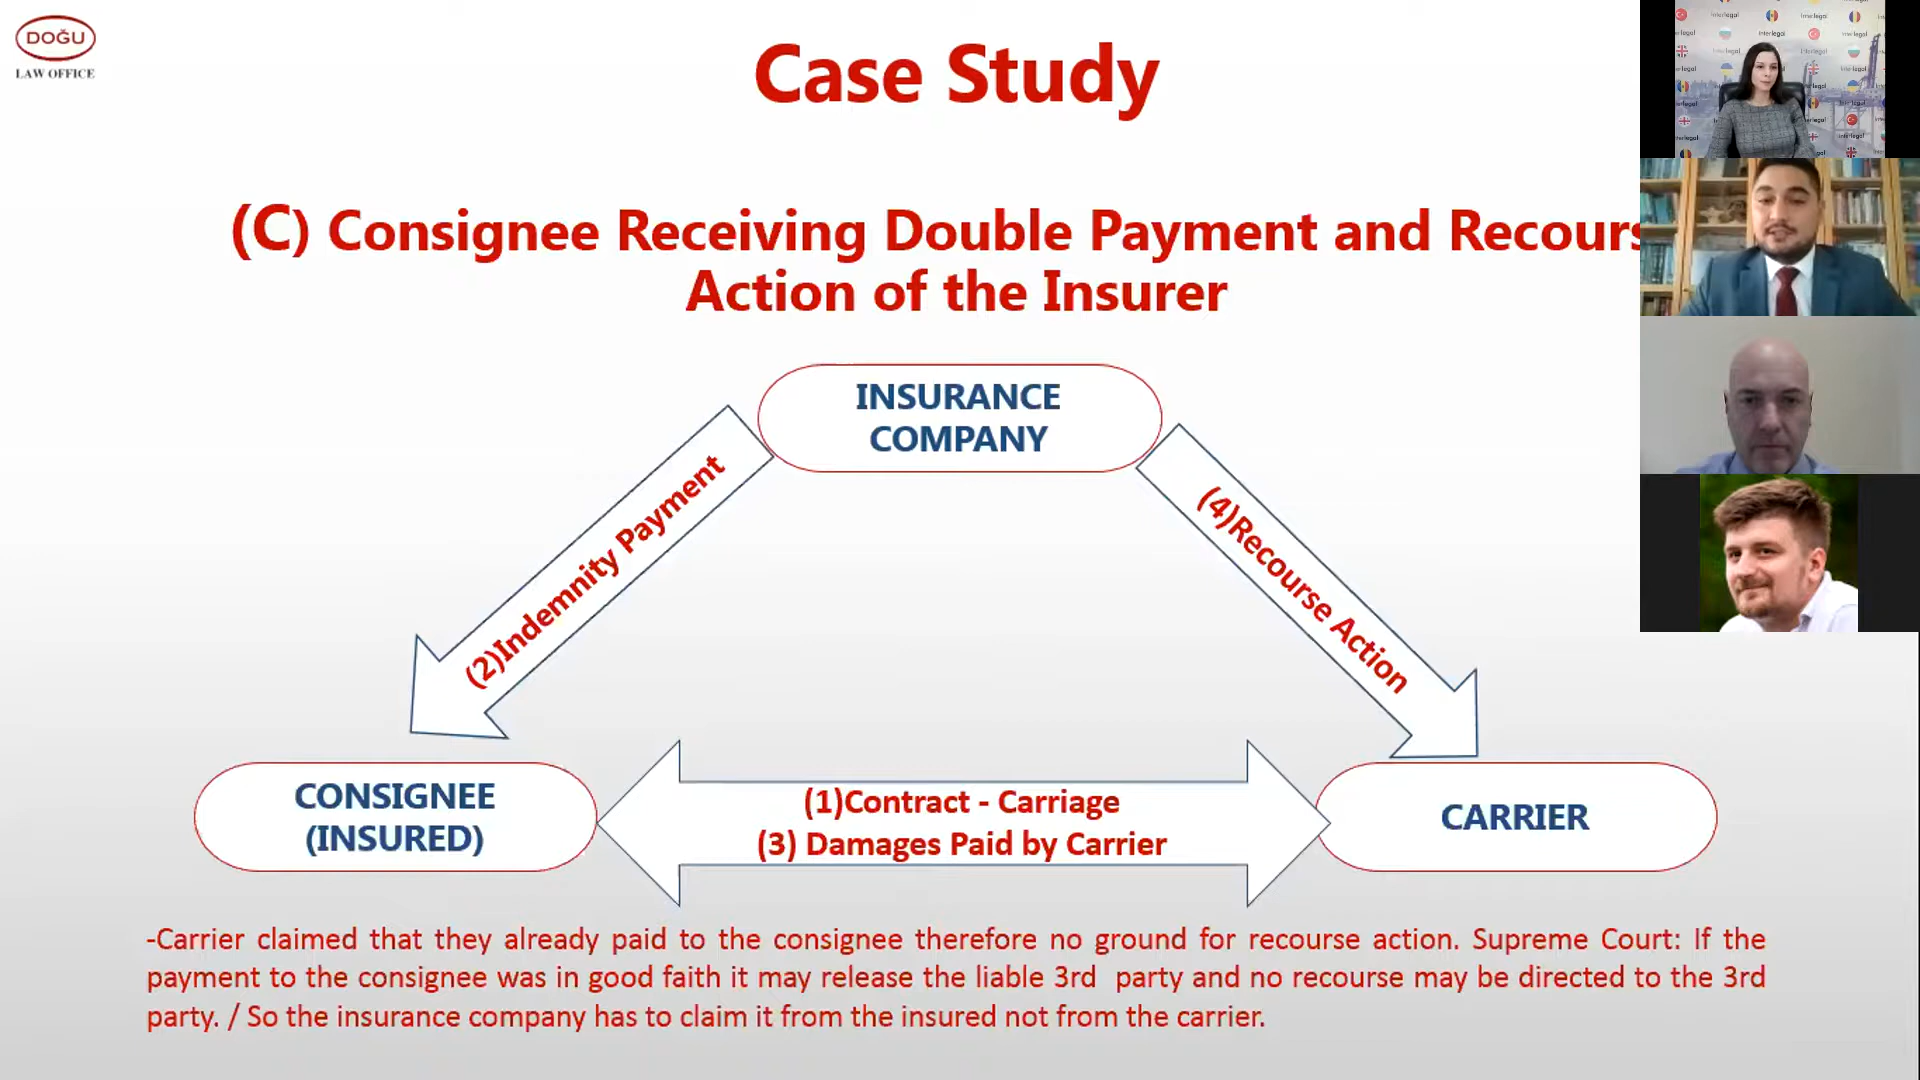 DOĞU
LAW OFFICE
Case Study
(C) Consignee Receiving Double Payment and Recours
Action of the Insurer
INSURANCE
COMPANY
(2)Indemnity Payment
(4)Recourse Action
CONSIGNEE
(INSURED)
(1)Contract - Carriage
(3) Damages Paid by Carrier
CARRIER
-Carrier claimed that they already paid to the consignee therefore no ground for recourse action. Supreme Court: If the
payment to the consignee was in good faith it may release the liable 3rd party and no recourse may be directed to the 3rd
party. / So the insurance company has to claim it from the insured not from the carrier.
Interlegal